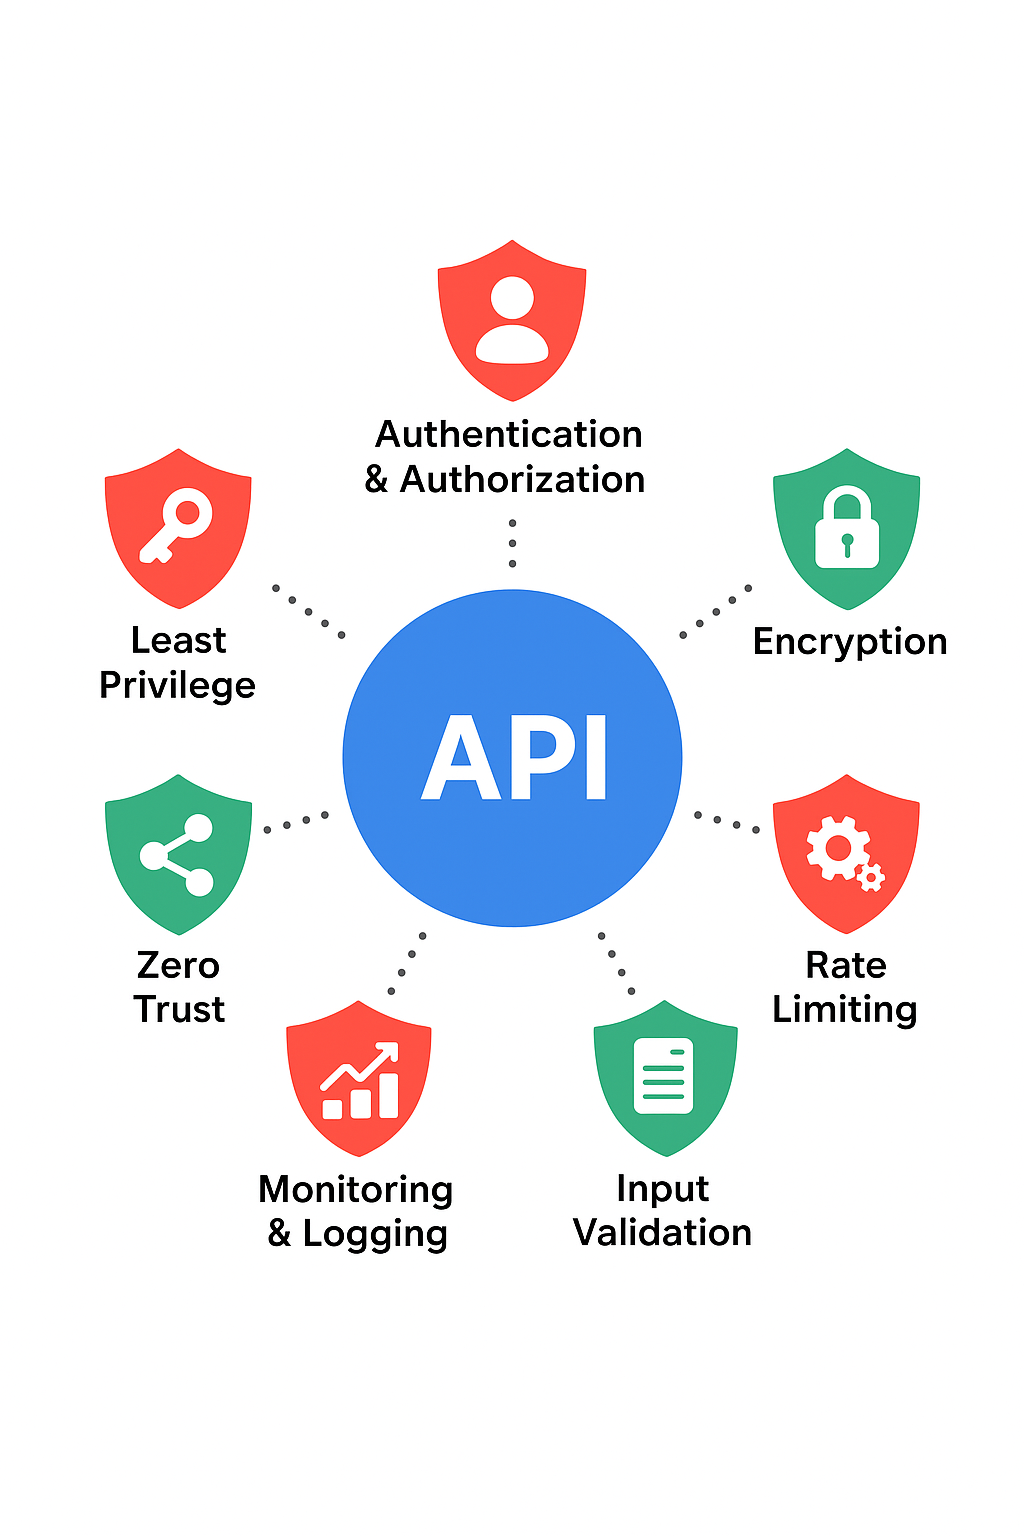 Authentication
& Authorization
Encryption
Least
Privilege
API
Zero
Trust
Rate
Limiting
Monitoring
& Logging
Input
Validation